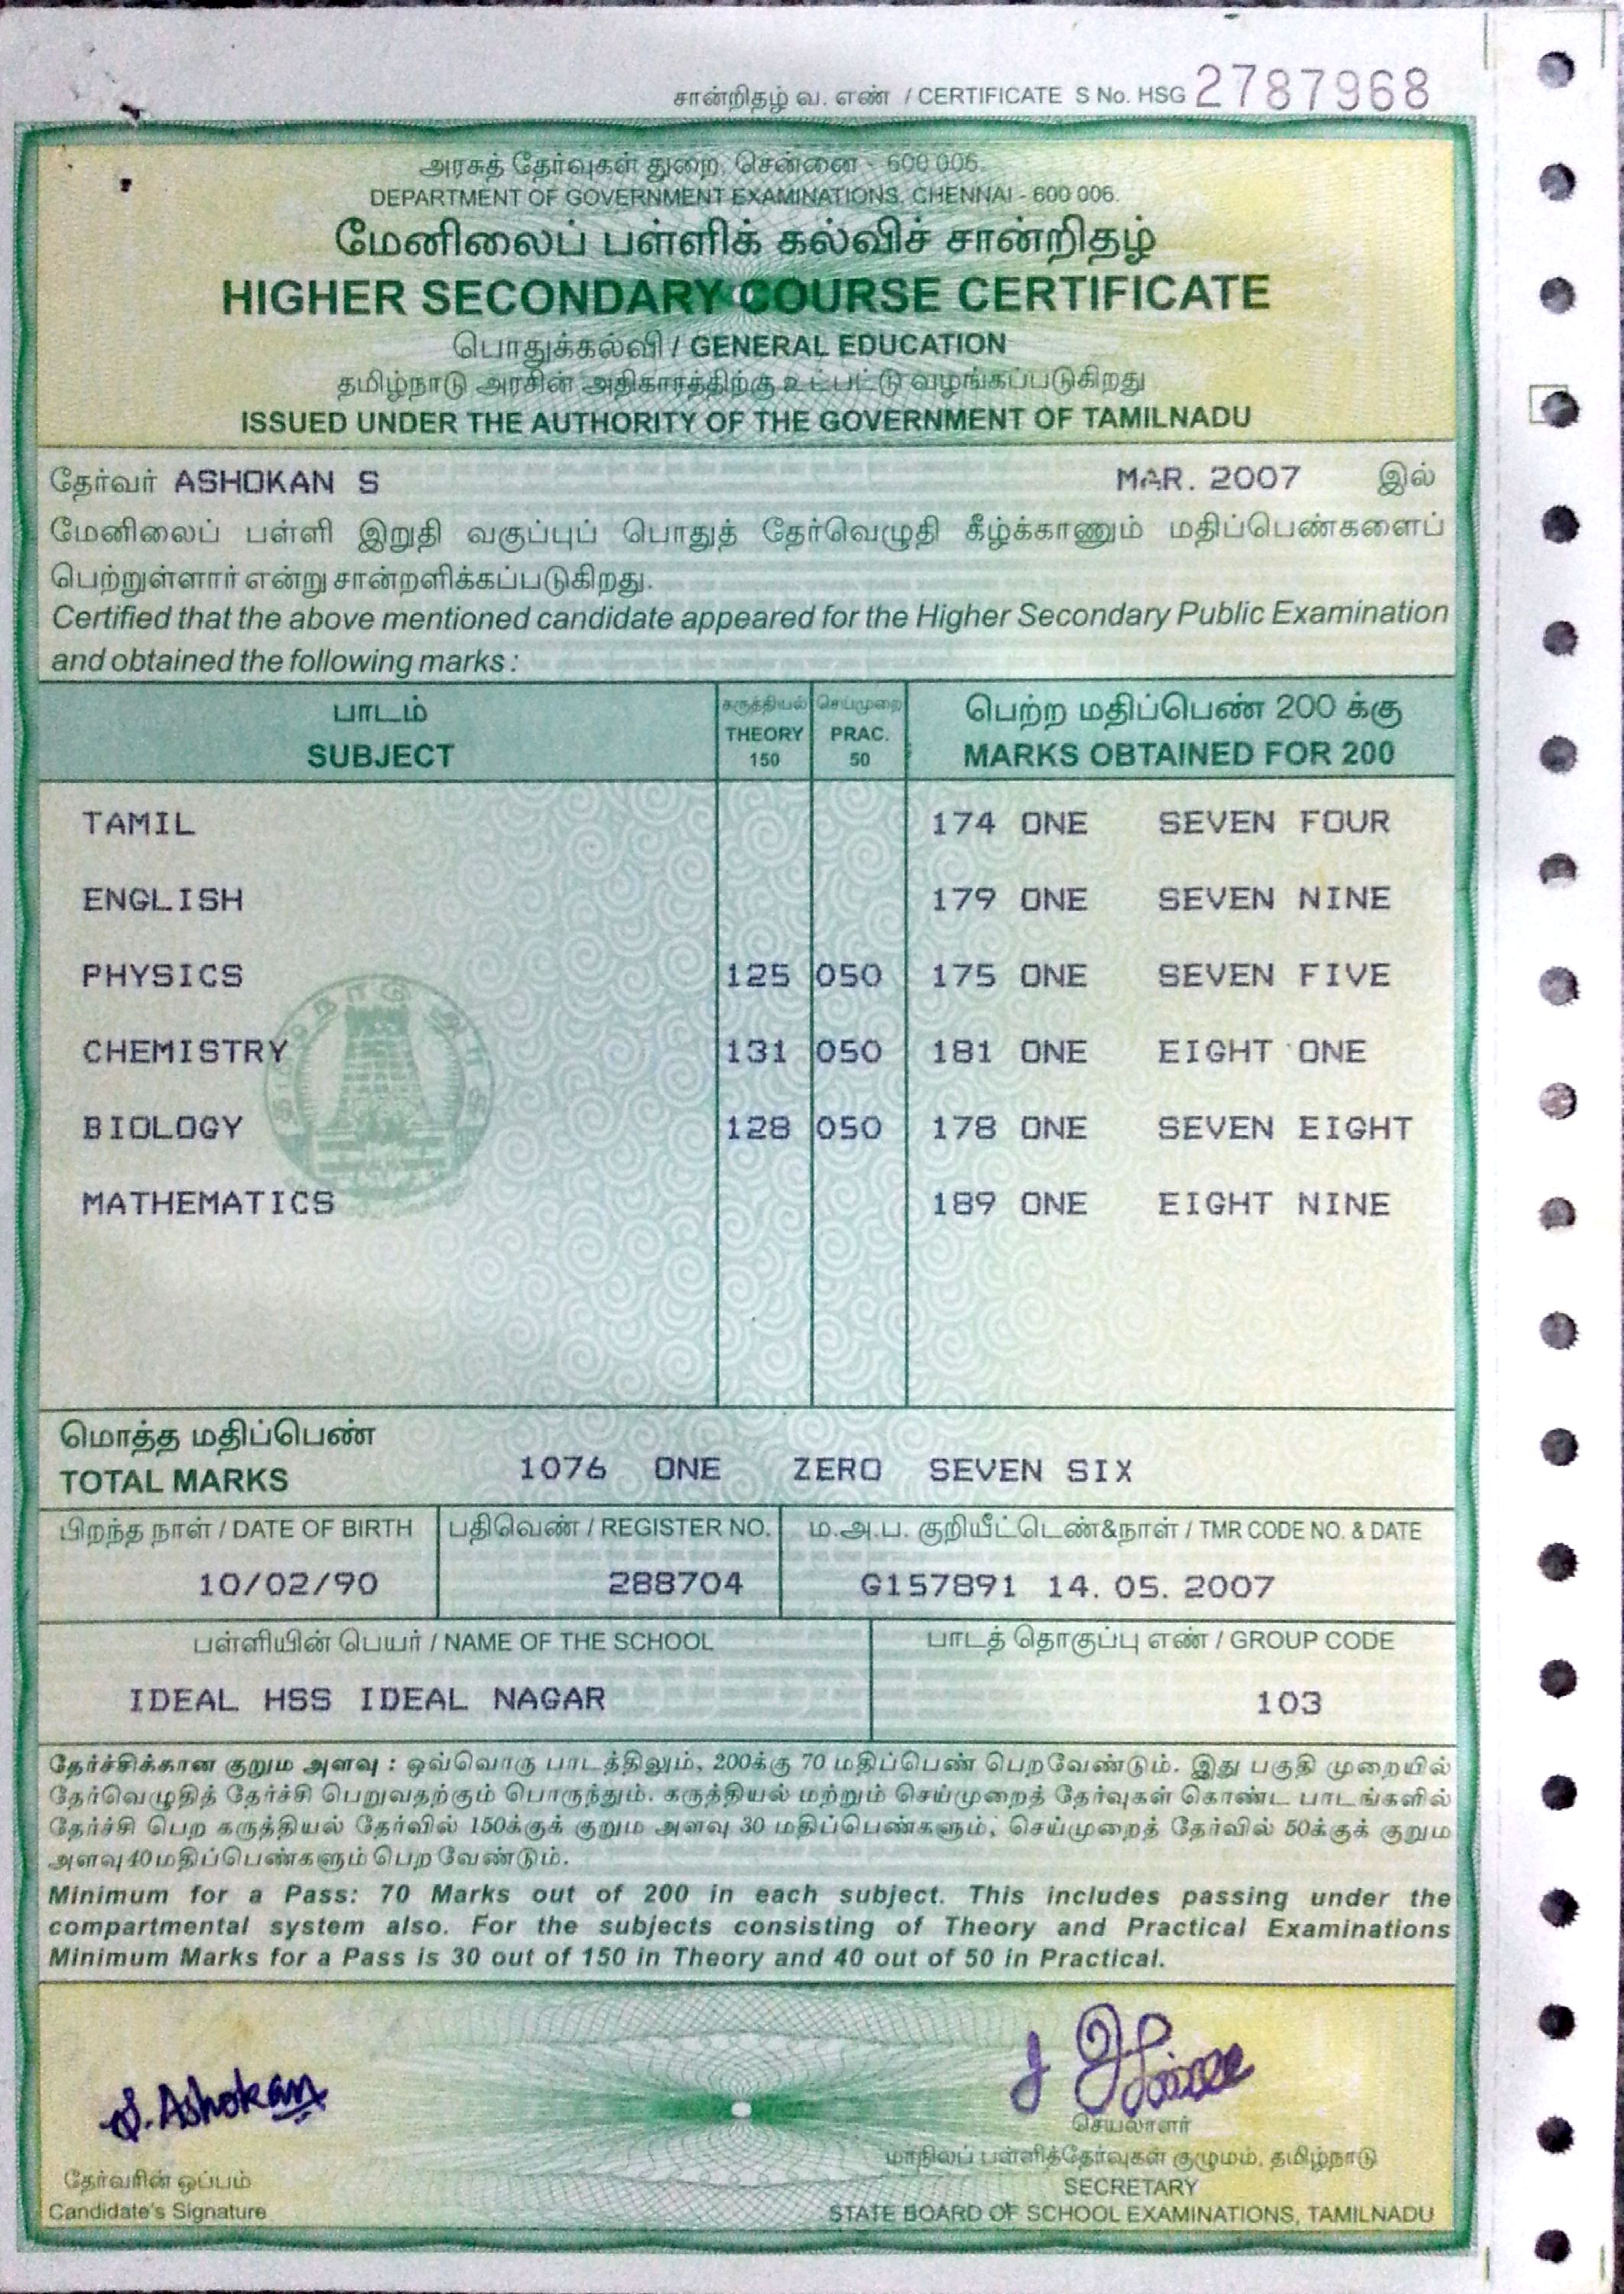 சான்றிதழ் வ. எண் / CERTIFICATE S No. HSG 2787968
அரசுத் தேர்வுகள் துறை, சென்னை - 600 006.
DEPARTMENT OF GOVERNMENT EXAMINATIONS, CHENNAI - 600 006.
மேனிலைப் பள்ளிக் கல்விச் சான்றிதழ்
HIGHER SECONDARY COURSE CERTIFICATE
பொதுக்கல்வி / GENERAL EDUCATION
தமிழ்நாடு அரசின் அதிகாரத்திற்கு உட்பட்டு வழங்கப்படுகிறது
ISSUED UNDER THE AUTHORITY OF THE GOVERNMENT OF TAMILNADU
தேர்வர் ASHOKAN S MAR. 2007 இல்
மேனிலைப் பள்ளி இறுதி வகுப்புப் பொதுத் தேர்வெழுதி கீழ்க்காணும் மதிப்பெண்களைப்
பெற்றுள்ளார் என்று சான்றளிக்கப்படுகிறது.
Certified that the above mentioned candidate appeared for the Higher Secondary Public Examination
and obtained the following marks :
பாடம் கருத்தியல் செய்முறை பெற்ற மதிப்பெண் 200 க்கு
SUBJECT THEORY 150 PRAC. 50 MARKS OBTAINED FOR 200
TAMIL 174 ONE SEVEN FOUR
ENGLISH 179 ONE SEVEN NINE
PHYSICS 125 050 175 ONE SEVEN FIVE
CHEMISTRY 131 050 181 ONE EIGHT ONE
BIOLOGY 128 050 178 ONE SEVEN EIGHT
MATHEMATICS 189 ONE EIGHT NINE
மொத்த மதிப்பெண்
TOTAL MARKS 1076 ONE ZERO SEVEN SIX
பிறந்த நாள் / DATE OF BIRTH பதிவெண் / REGISTER NO. ம.அ.ப. குறியீட்டெண்&நாள் / TMR CODE NO. & DATE
10/02/90 288704 G157891 14. 05. 2007
பள்ளியின் பெயர் / NAME OF THE SCHOOL பாடத் தொகுப்பு எண் / GROUP CODE
IDEAL HSS IDEAL NAGAR 103
தேர்ச்சிக்கான குறும அளவு : ஒவ்வொரு பாடத்திலும், 200க்கு 70 மதிப்பெண் பெறவேண்டும். இது பகுதி முறையில்
தேர்வெழுதித் தேர்ச்சி பெறுவதற்கும் பொருந்தும். கருத்தியல் மற்றும் செய்முறைத் தேர்வுகள் கொண்ட பாடங்களில்
தேர்ச்சி பெற கருத்தியல் தேர்வில் 150க்குக் குறும அளவு 30 மதிப்பெண்களும், செய்முறைத் தேர்வில் 50க்குக் குறும
அளவு 40 மதிப்பெண்களும் பெற வேண்டும்.
Minimum for a Pass: 70 Marks out of 200 in each subject. This includes passing under the
compartmental system also. For the subjects consisting of Theory and Practical Examinations
Minimum Marks for a Pass is 30 out of 150 in Theory and 40 out of 50 in Practical.
S. Ashokan
செயலாளர்
மாநிலப் பள்ளித்தேர்வுகள் குழுமம், தமிழ்நாடு
தேர்வரின் ஒப்பம் SECRETARY
Candidate's Signature STATE BOARD OF SCHOOL EXAMINATIONS, TAMILNADU